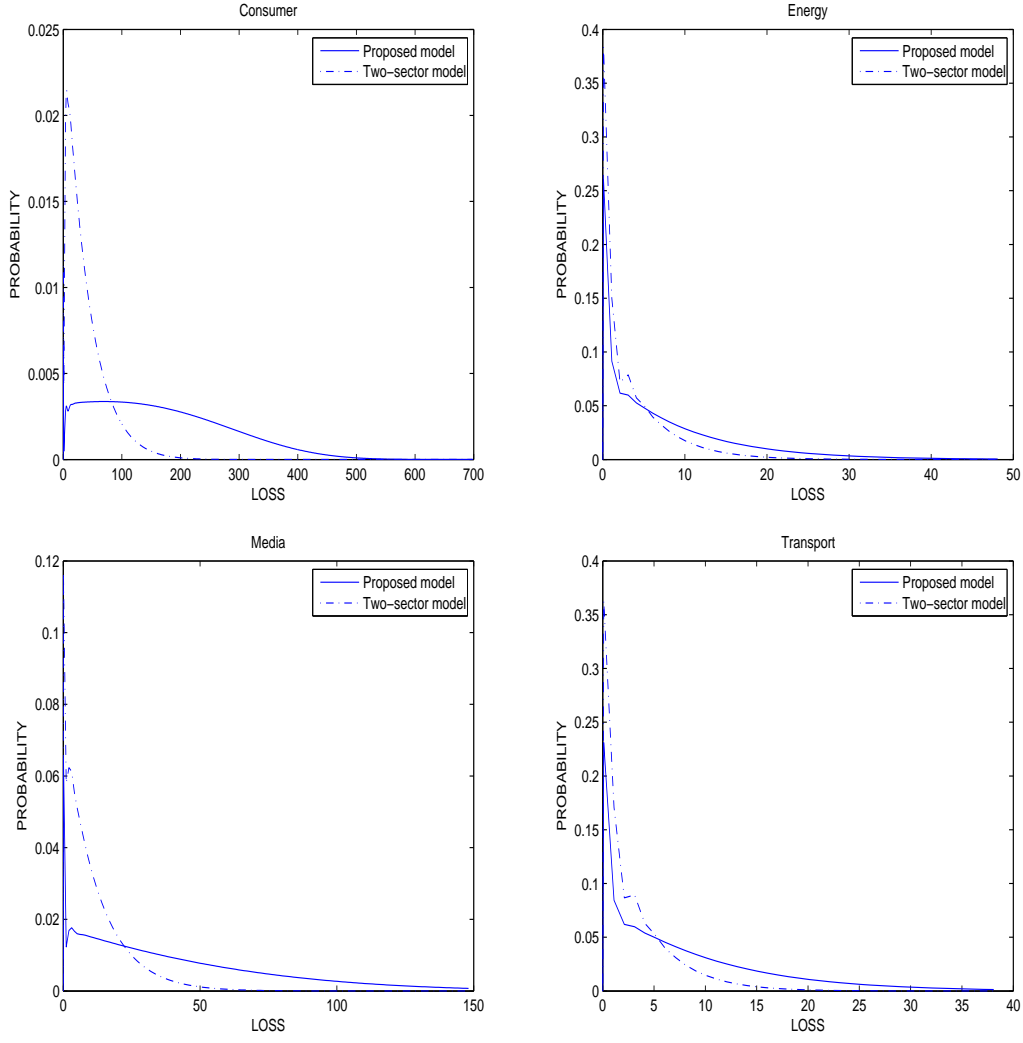 Consumer
0.025
0.02
0.015
0.01
0.005
0
PROBABILITY
Proposed model
Two-sector model
0 100 200 300 400 500 600 700
LOSS
Energy
0.4
0.35
0.3
0.25
0.2
0.15
0.1
0.05
0
PROBABILITY
Proposed model
Two-sector model
0 10 20 30 40 50
LOSS
Media
0.12
0.1
0.08
0.06
0.04
0.02
0
PROBABILITY
Proposed model
Two-sector model
0 50 100 150
LOSS
Transport
0.4
0.35
0.3
0.25
0.2
0.15
0.1
0.05
0
PROBABILITY
Proposed model
Two-sector model
0 5 10 15 20 25 30 35 40
LOSS